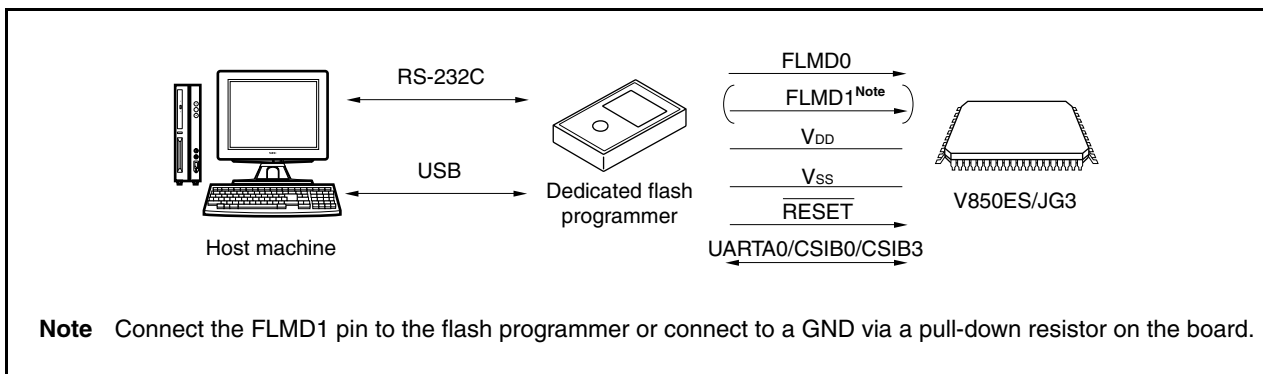 RS-232C
USB
Host machine
Dedicated flash
programmer
FLMD0
FLMD1Note
VDD
VSS
RESET
UARTA0/CSIB0/CSIB3
V850ES/JG3
Note Connect the FLMD1 pin to the flash programmer or connect to a GND via a pull-down resistor on the board.